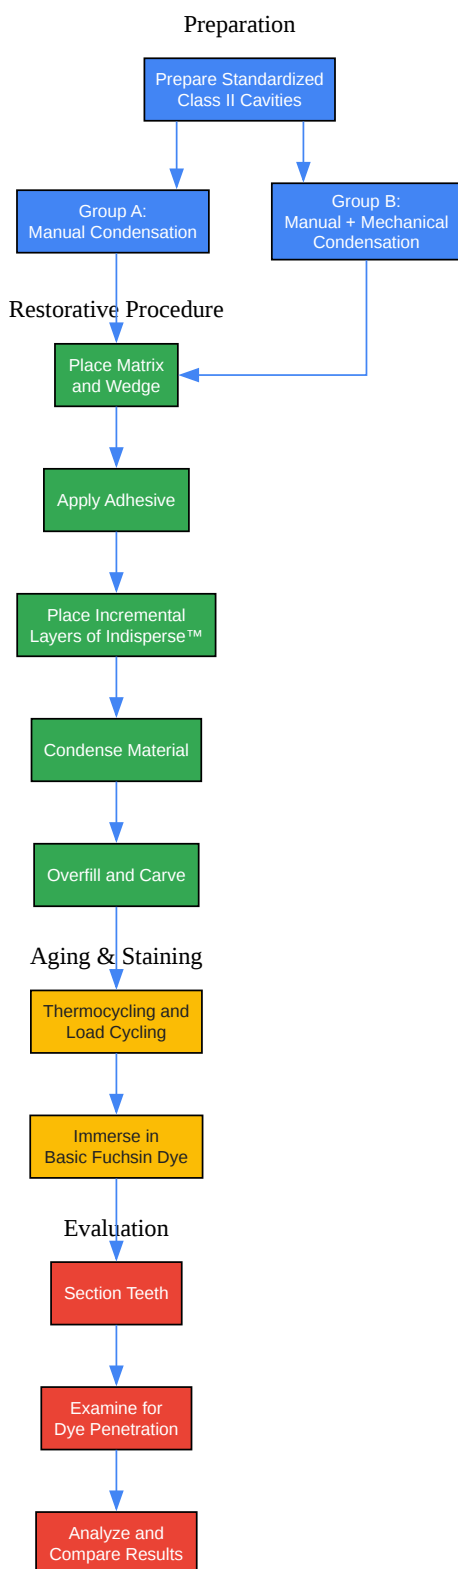 Preparation
Prepare Standardized
Class II Cavities
Group A:
Manual Condensation
Group B:
Manual + Mechanical
Condensation
Restorative Procedure
Place Matrix
and Wedge
Apply Adhesive
Place Incremental
Layers of Indisperse™
Condense Material
Overfill and Carve
Aging & Staining
Thermocycling and
Load Cycling
Immerse in
Basic Fuchsin Dye
Evaluation
Section Teeth
Examine for
Dye Penetration
Analyze and
Compare Results